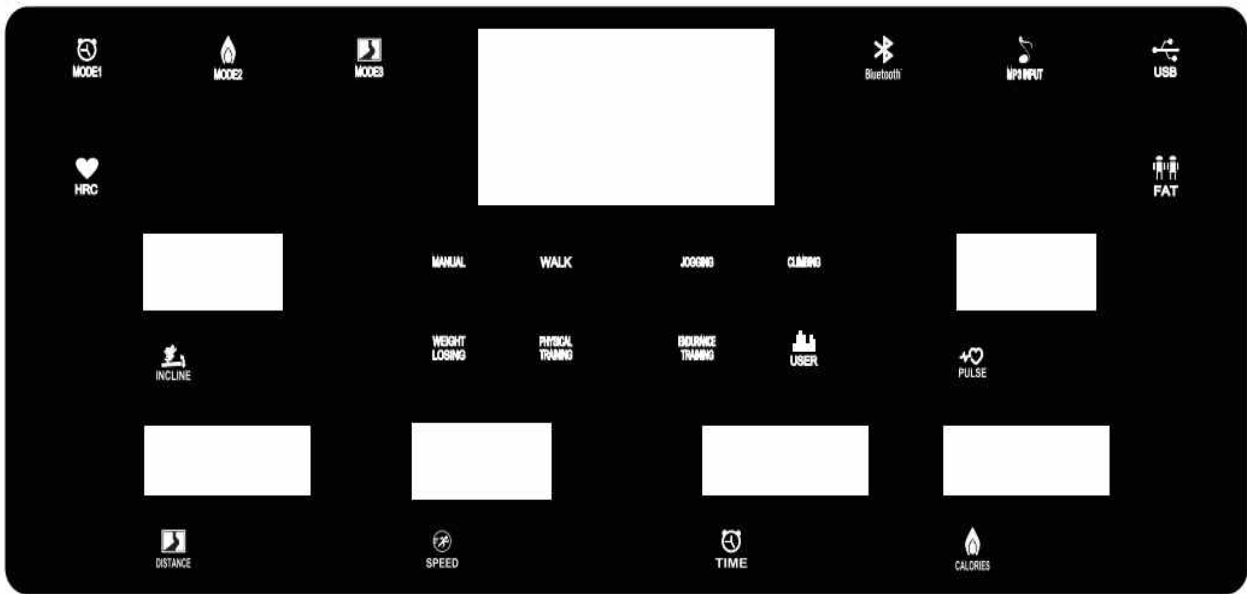 MODE1
MODE2
MODE3
Bluetooth
MP3 INPUT
USB
HRC
FAT
MANUAL
WALK
JOGGING
CLIMBING
WEIGHT
LOSING
PHYSICAL
TRAINING
ENDURANCE
TRAINING
USER
INCLINE
PULSE
DISTANCE
SPEED
TIME
CALORIES